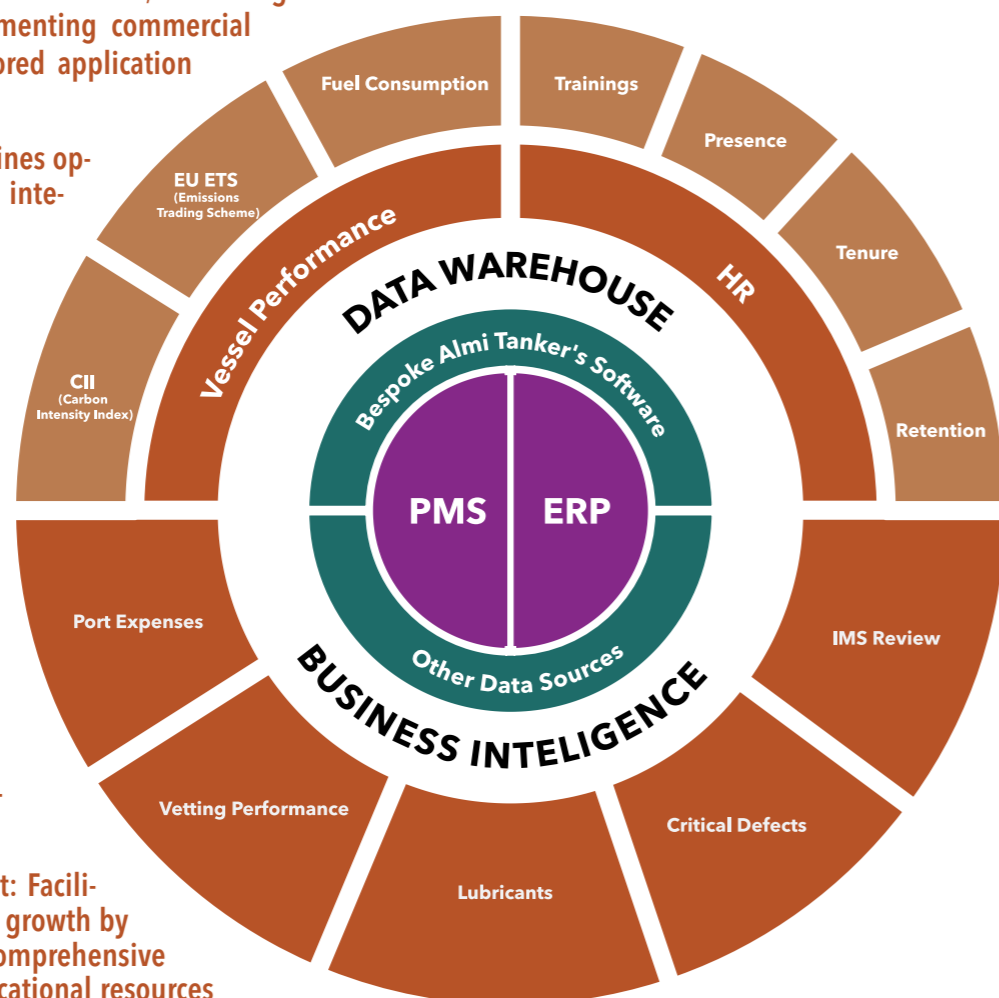 menting commercial
ored application
ines op-
inte-
Fuel Consumption
Trainings
Presence
EU ETS
(Emissions
Trading Scheme)
Tenure
CII
(Carbon
Intensity Index)
Retention
Vessel Performance
HR
DATA WAREHOUSE
Bespoke Almi Tanker's Software
PMS
ERP
Other Data Sources
BUSINESS INTELIGENCE
Port Expenses
IMS Review
Vetting Performance
Critical Defects
Lubricants
t: Facili-
growth by
omprehensive
cational resources